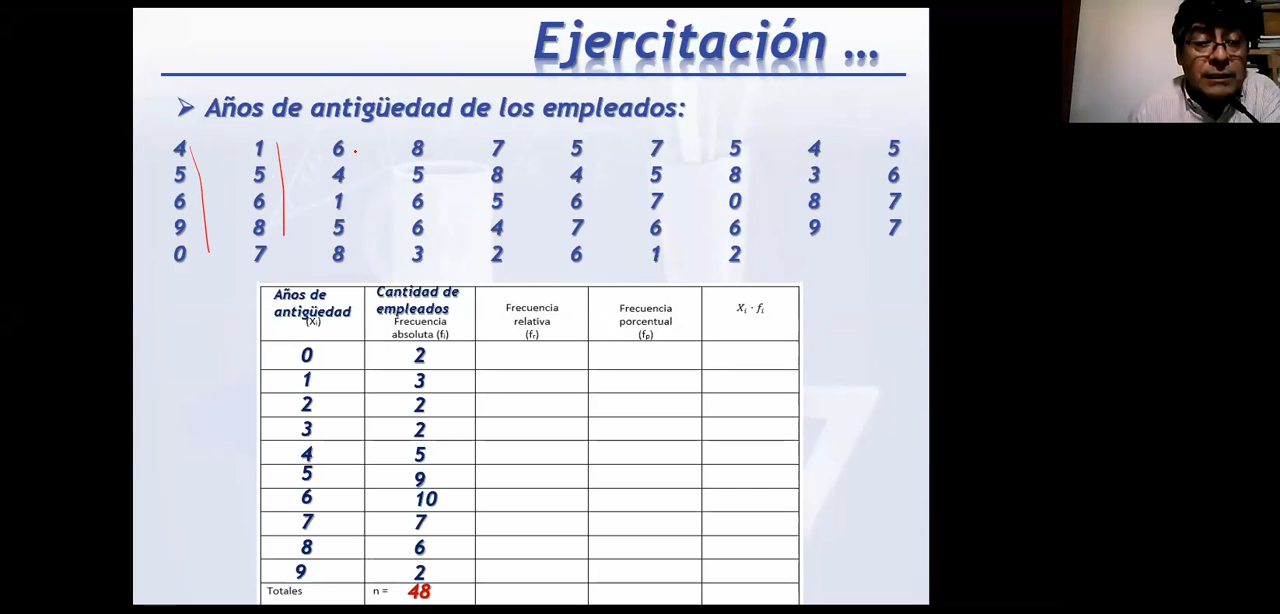 Ejercitación ...
➢ Años de antigüedad de los empleados:
4 1 6 8 7 5 7 5 4 5
5 5 4 5 8 4 5 8 3 6
6 6 1 6 5 6 7 0 8 7
9 8 5 6 4 7 6 6 9 7
0 7 8 3 2 6 1 2
Años de antigüedad (Xᵢ) Cantidad de empleados Frecuencia absoluta (fᵢ) Frecuencia relativa (fᵣ) Frecuencia porcentual (fₚ) Xᵢ · fᵢ
0 2
1 3
2 2
3 2
4 5
5 9
6 10
7 7
8 6
9 2
Totales n = 48